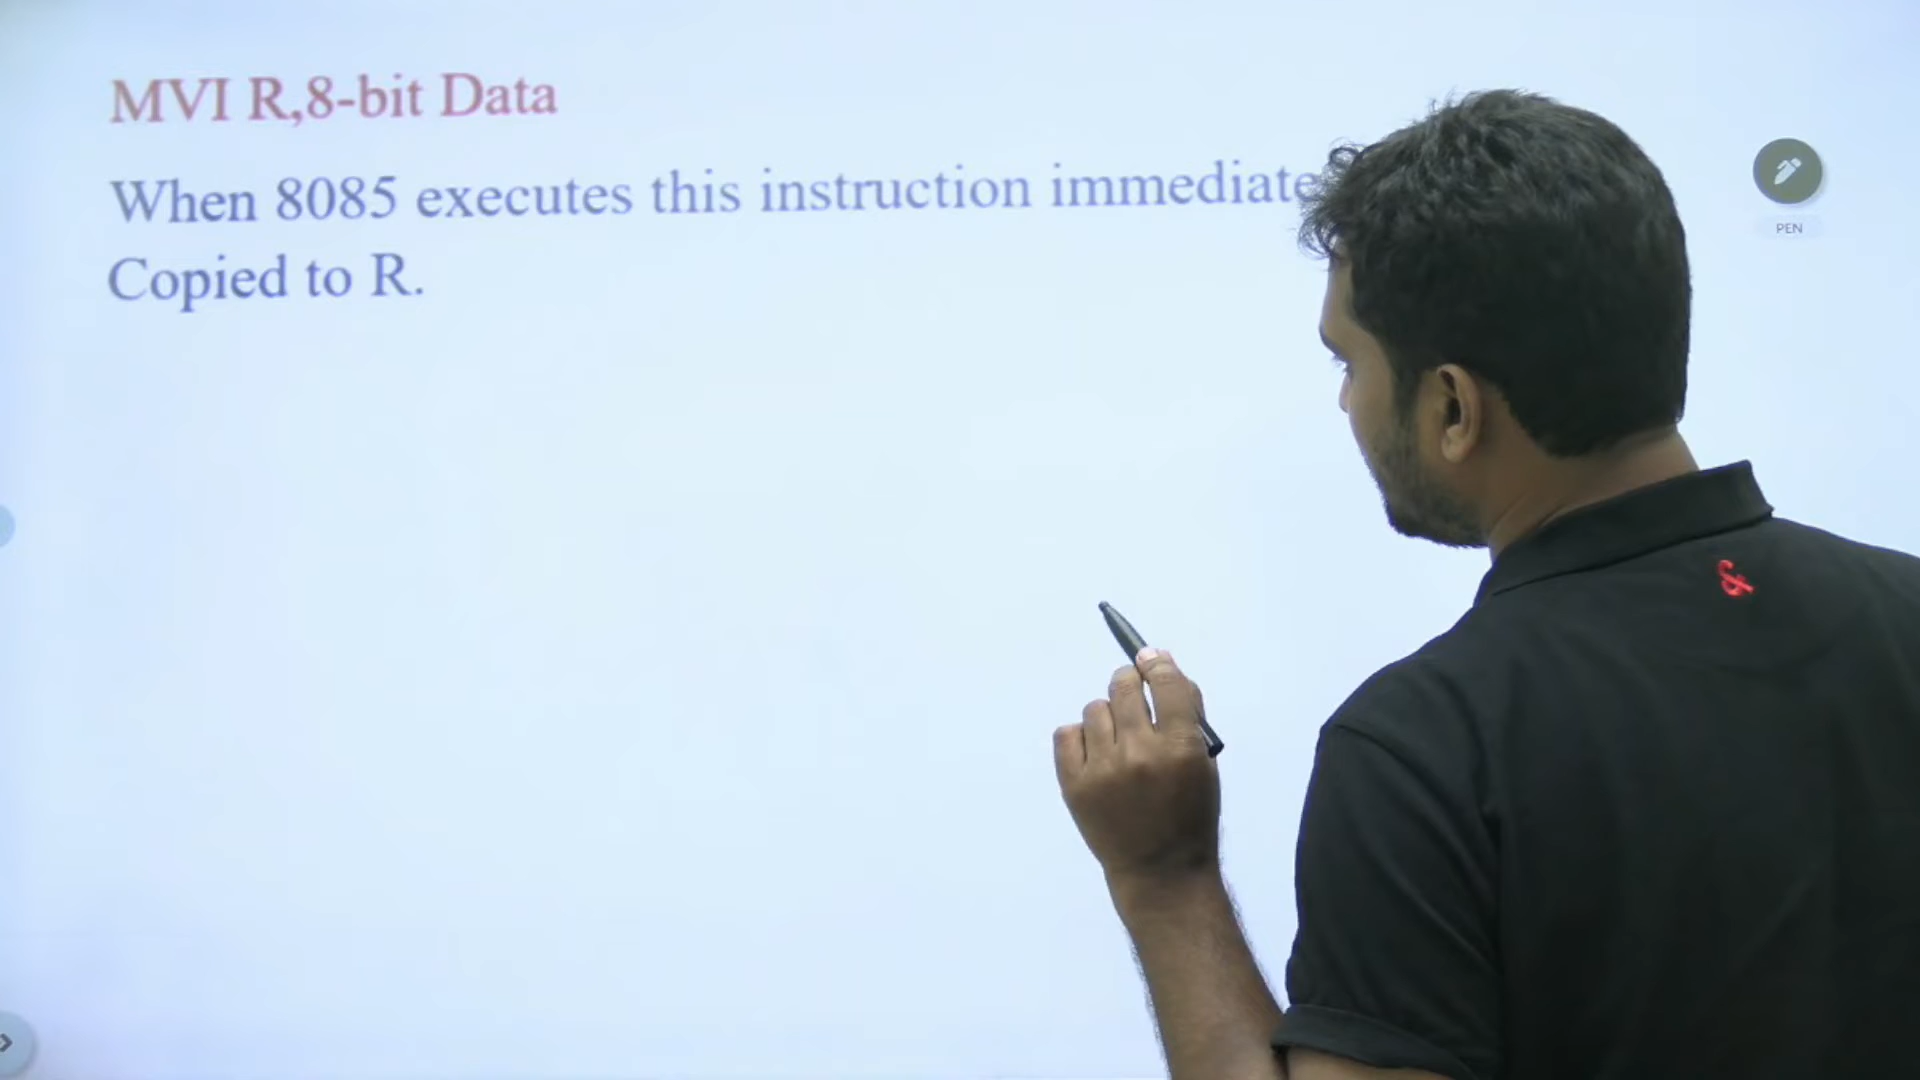 MVI R,8-bit Data
When 8085 executes this instruction immediate
Copied to R.
PEN
&